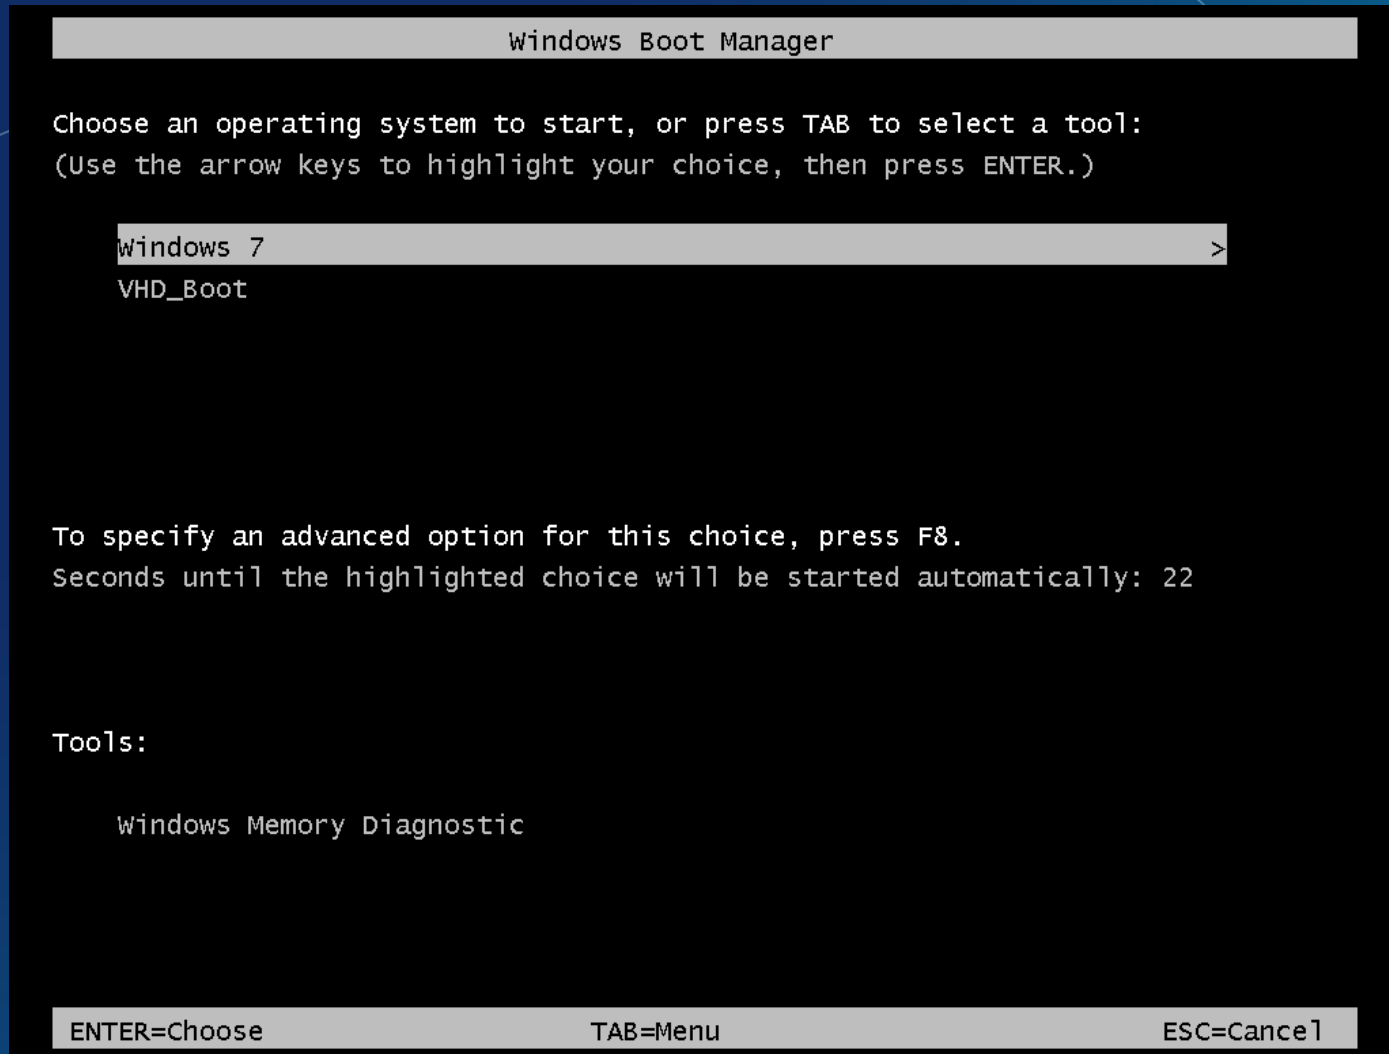 Windows Boot Manager
Choose an operating system to start, or press TAB to select a tool:
(Use the arrow keys to highlight your choice, then press ENTER.)
Windows 7 >
VHD_Boot
To specify an advanced option for this choice, press F8.
Seconds until the highlighted choice will be started automatically: 22
Tools:
Windows Memory Diagnostic
ENTER=Choose TAB=Menu ESC=Cancel